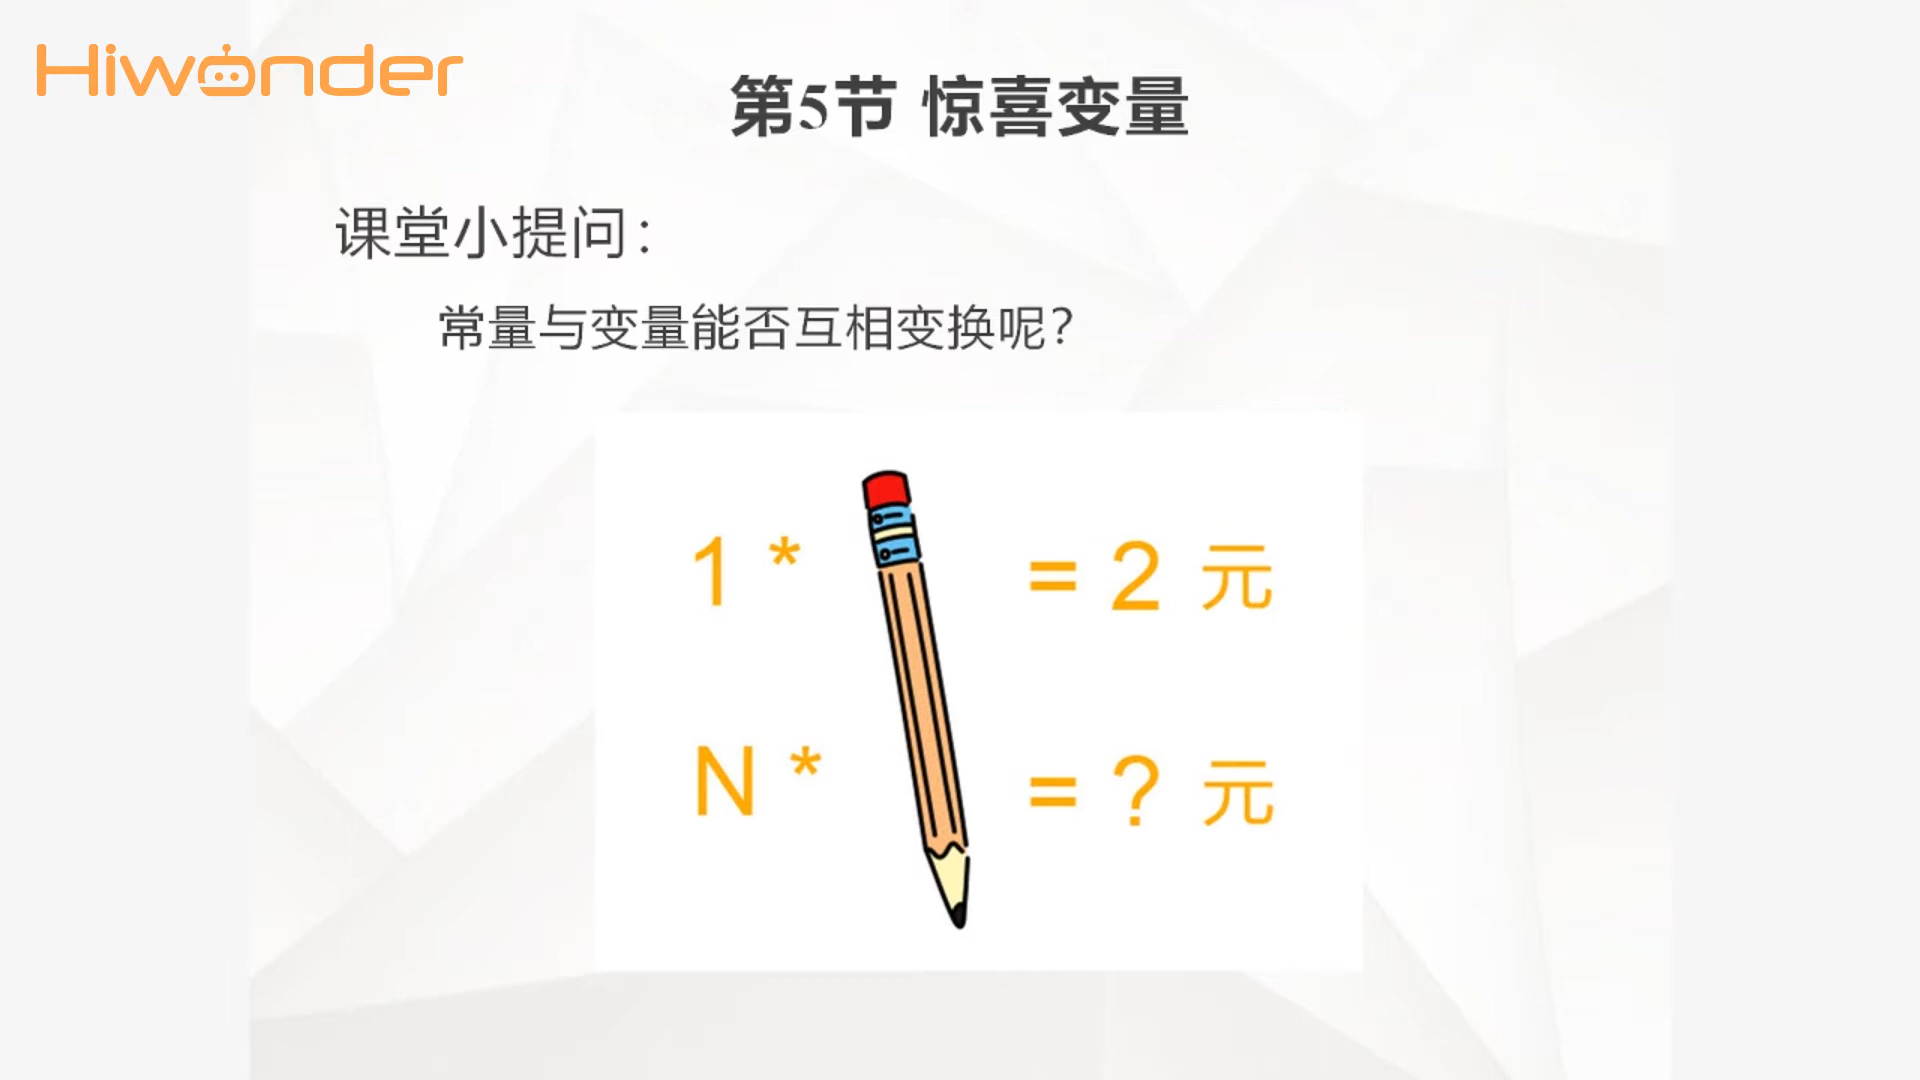 Hiwonder
第5节 惊喜变量
课堂小提问：
常量与变量能否互相变换呢？
1 * = 2 元
N * = ? 元